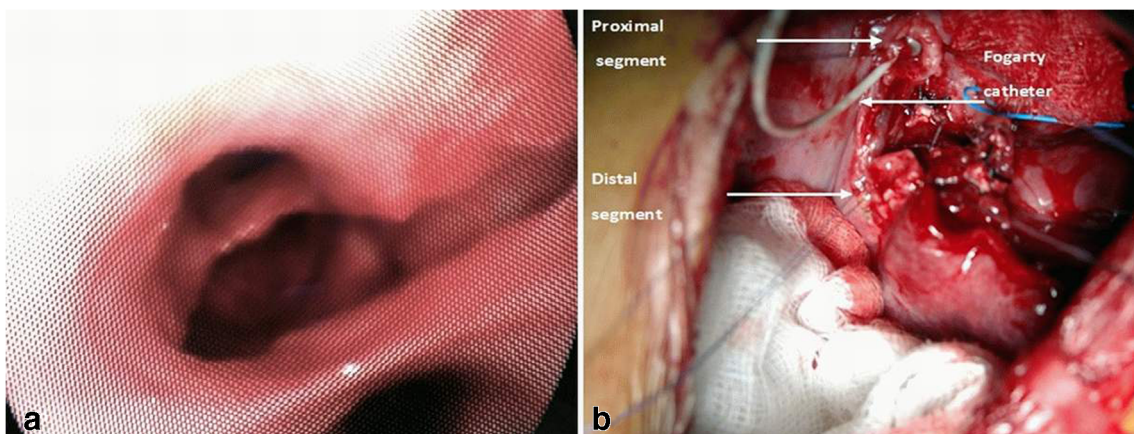 Proximal
segment
Fogarty
catheter
Distal
segment
a
b